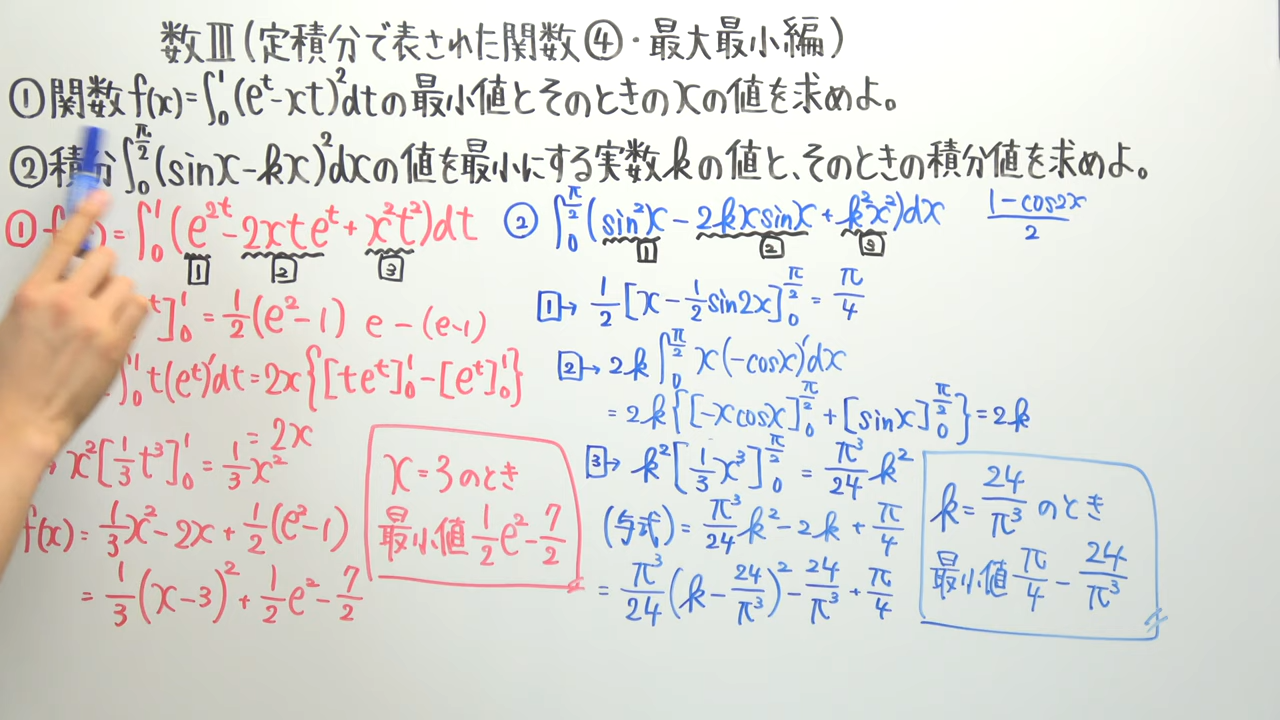 数Ⅲ(定積分で表された関数④・最大最小編)
①関数f(x)=∫₀¹(eᵗ-xt)²dtの最小値とそのときのxの値を求めよ。
②積分∫₀^{π/2}(sinx-kx)²dxの値を最小にする実数kの値と、そのときの積分値を求めよ。
① f =∫₀¹(e²ᵗ-2xteᵗ+x²t²)dt
1 2 3
]₀¹=1/2(e²-1) e-(e-1)
∫₀¹t(eᵗ)'dt=2x{[teᵗ]₀¹-[eᵗ]₀¹}
=2x
x²[1/3t³]₀¹=1/3x²
f(x)=1/3x²-2x+1/2(e²-1)
=1/3(x-3)²+1/2e²-7/2
x=3のとき
最小値1/2e²-7/2
② ∫₀^{π/2}(sin²x-2kxsinx+k²x²)dx
1 2 3
(1-cos2x)/2
1→ 1/2[x-1/2sin2x]₀^{π/2}=π/4
2→ 2k∫₀^{π/2}x(-cosx)'dx
=2k{[-xcosx]₀^{π/2}+[sinx]₀^{π/2}}=2k
3→ k²[1/3x³]₀^{π/2}=π³/24k²
(与式)=π³/24k²-2k+π/4
=π³/24(k-24/π³)²-24/π³+π/4
k=24/π³のとき
最小値π/4-24/π³